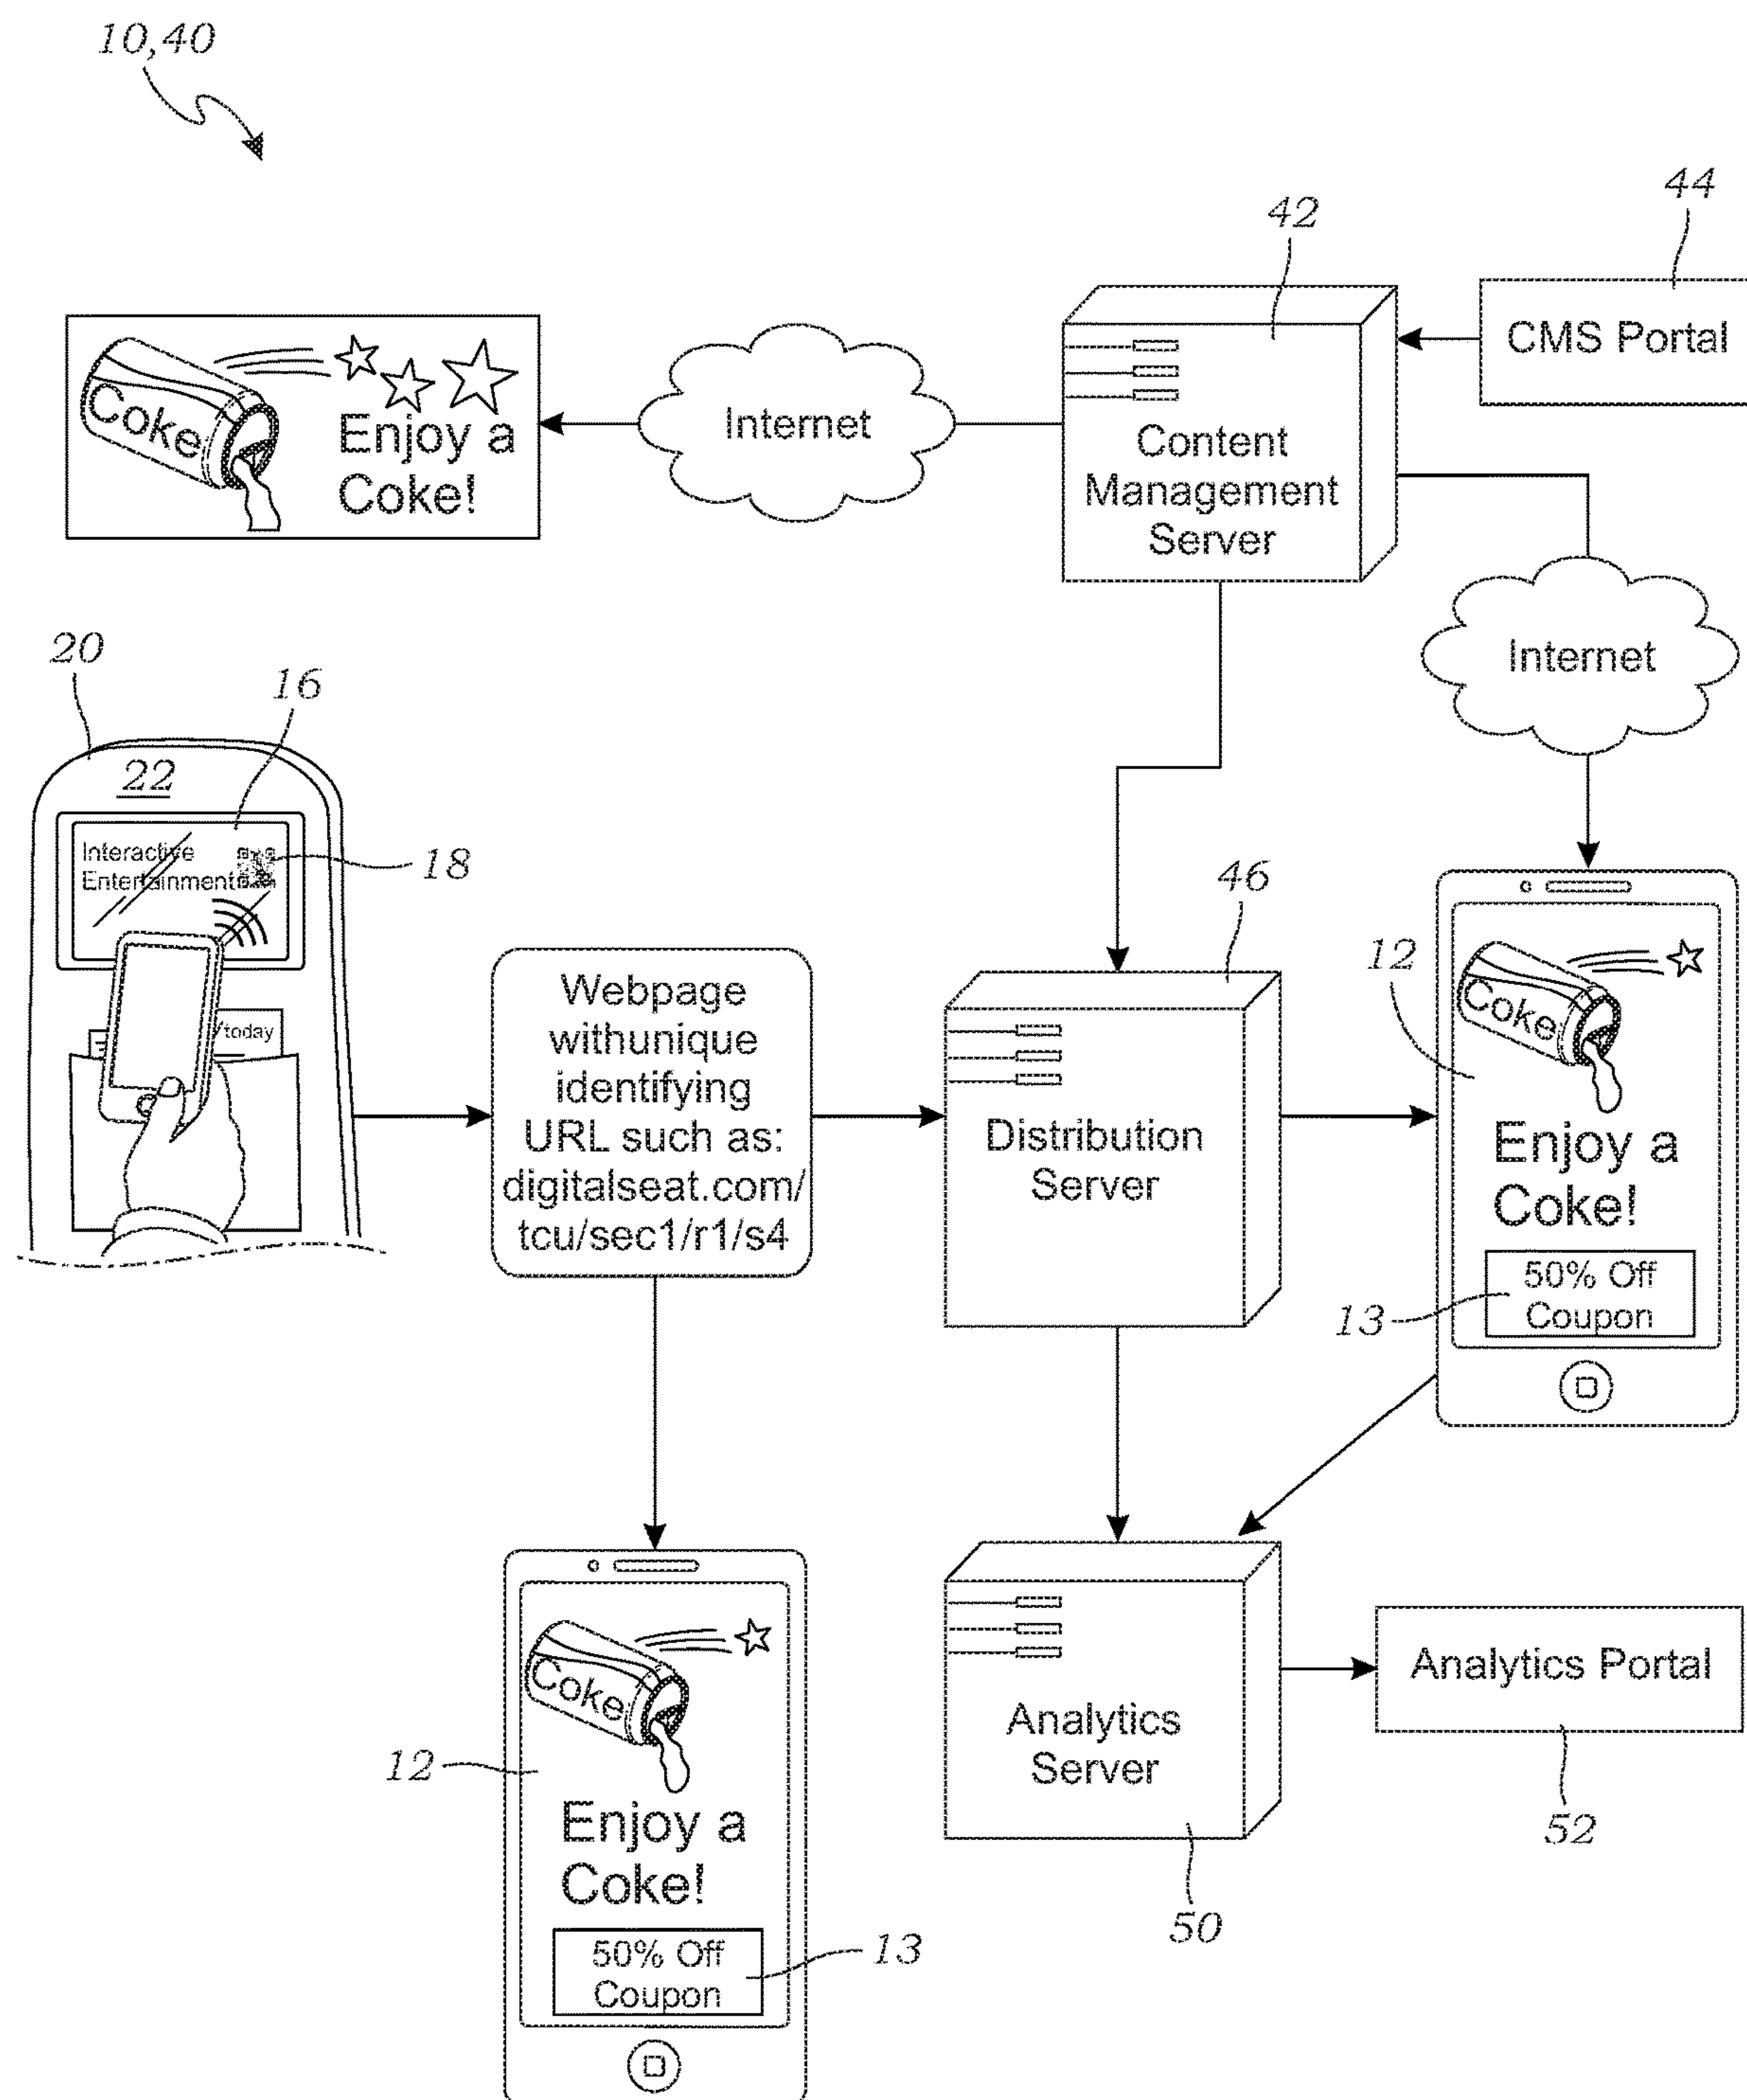 10,40
44
42
CMS Portal
Coke
Enjoy a
Coke!
Internet
Content
Management
Server
Internet
20
16
22
Interactive
Entertainment
18
today
46
12
Webpage
withunique
identifying
URL such as:
digitalseat.com/
tcu/sec1/r1/s4
Distribution
Server
Coke
Enjoy a
Coke!
50% Off
Coupon
13
Coke
12
Enjoy a
Coke!
50% Off
Coupon
13
Analytics
Server
50
Analytics Portal
52